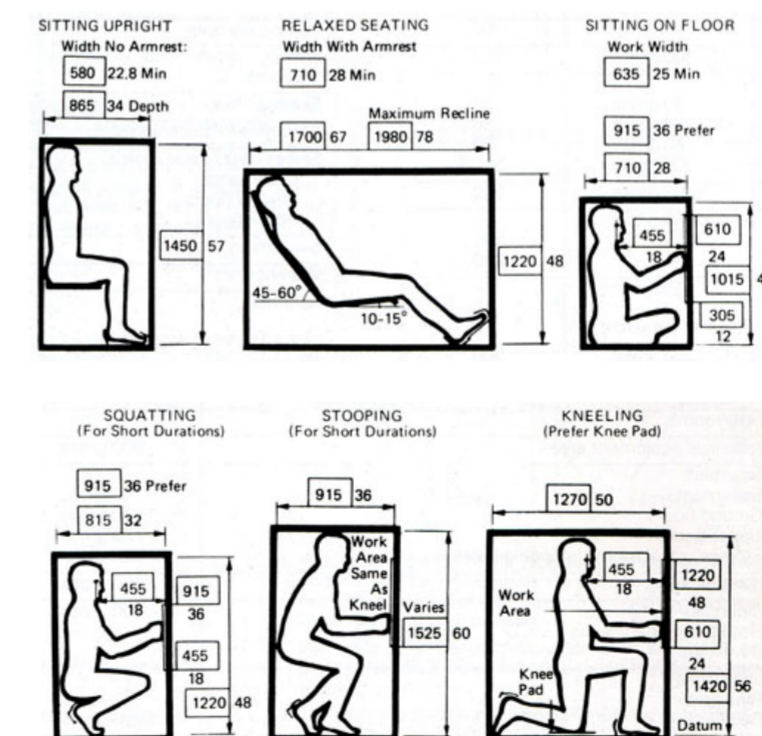 SITTING UPRIGHT
Width No Armrest:
580 22.8 Min
865 34 Depth
1450 57
RELAXED SEATING
Width With Armrest
710 28 Min
Maximum Recline
1700 67 1980 78
1220 48
45-60°
10-15°
SITTING ON FLOOR
Work Width
635 25 Min
915 36 Prefer
710 28
455
18
610
24
1015 4
305
12
SQUATTING
(For Short Durations)
915 36 Prefer
815 32
455
18
915
36
455
18
1220 48
STOOPING
(For Short Durations)
915 36
Work
Area
Same
As
Kneel
Varies
1525 60
KNEELING
(Prefer Knee Pad)
1270 50
455
18
Work
Area
1220
48
610
24
1420 56
Knee
Pad
Datum